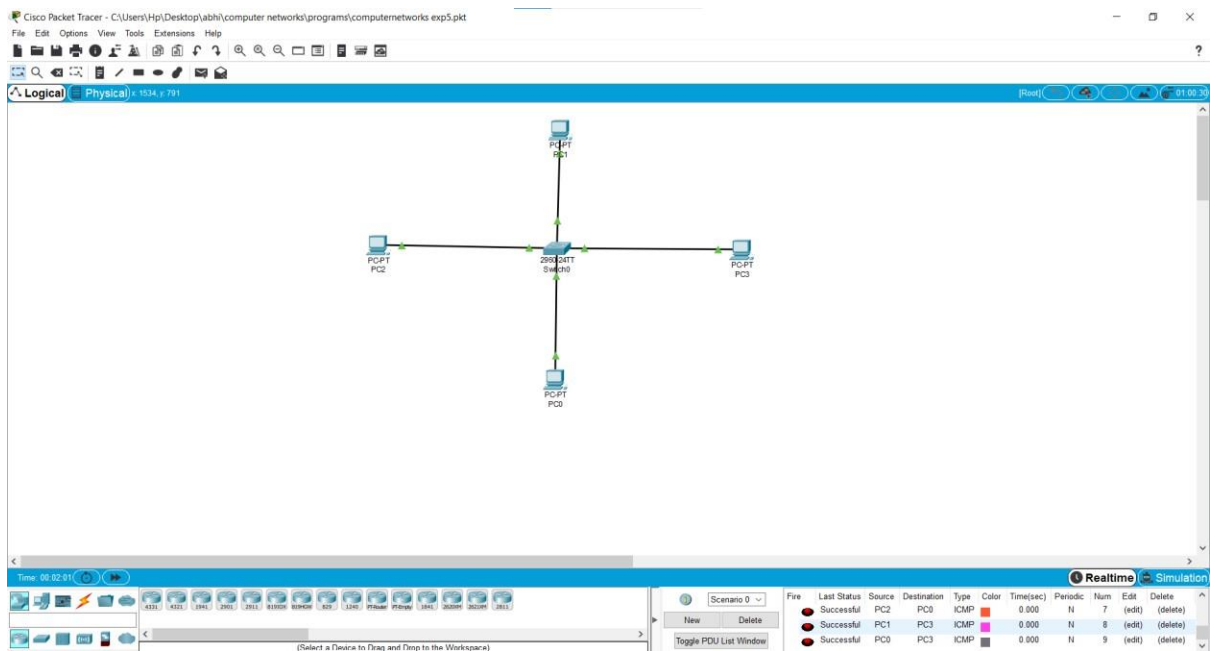 Cisco Packet Tracer - C:\Users\Hp\Desktop\abhi\computer networks\programs\computernetworks exp5.pkt
File Edit Options View Tools Extensions Help
?
Logical Physical x: 1534, y: 791 [Root] 01:00:30
PC-PT
PC1
PC-PT
PC2
2960-24TT
Switch0
PC-PT
PC3
PC-PT
PC0
Time: 00:02:01 Realtime Simulation
4331 4321 1941 2901 2911 819IOX 819HGW 829 1240 PT-Router PT-Empty 1841 2620XM 2621XM 2811
(Select a Device to Drag and Drop to the Workspace)
Scenario 0
New Delete
Toggle PDU List Window
Fire Last Status Source Destination Type Color Time(sec) Periodic Num Edit Delete
Successful PC2 PC0 ICMP 0.000 N 7 (edit) (delete)
Successful PC1 PC3 ICMP 0.000 N 8 (edit) (delete)
Successful PC0 PC3 ICMP 0.000 N 9 (edit) (delete)